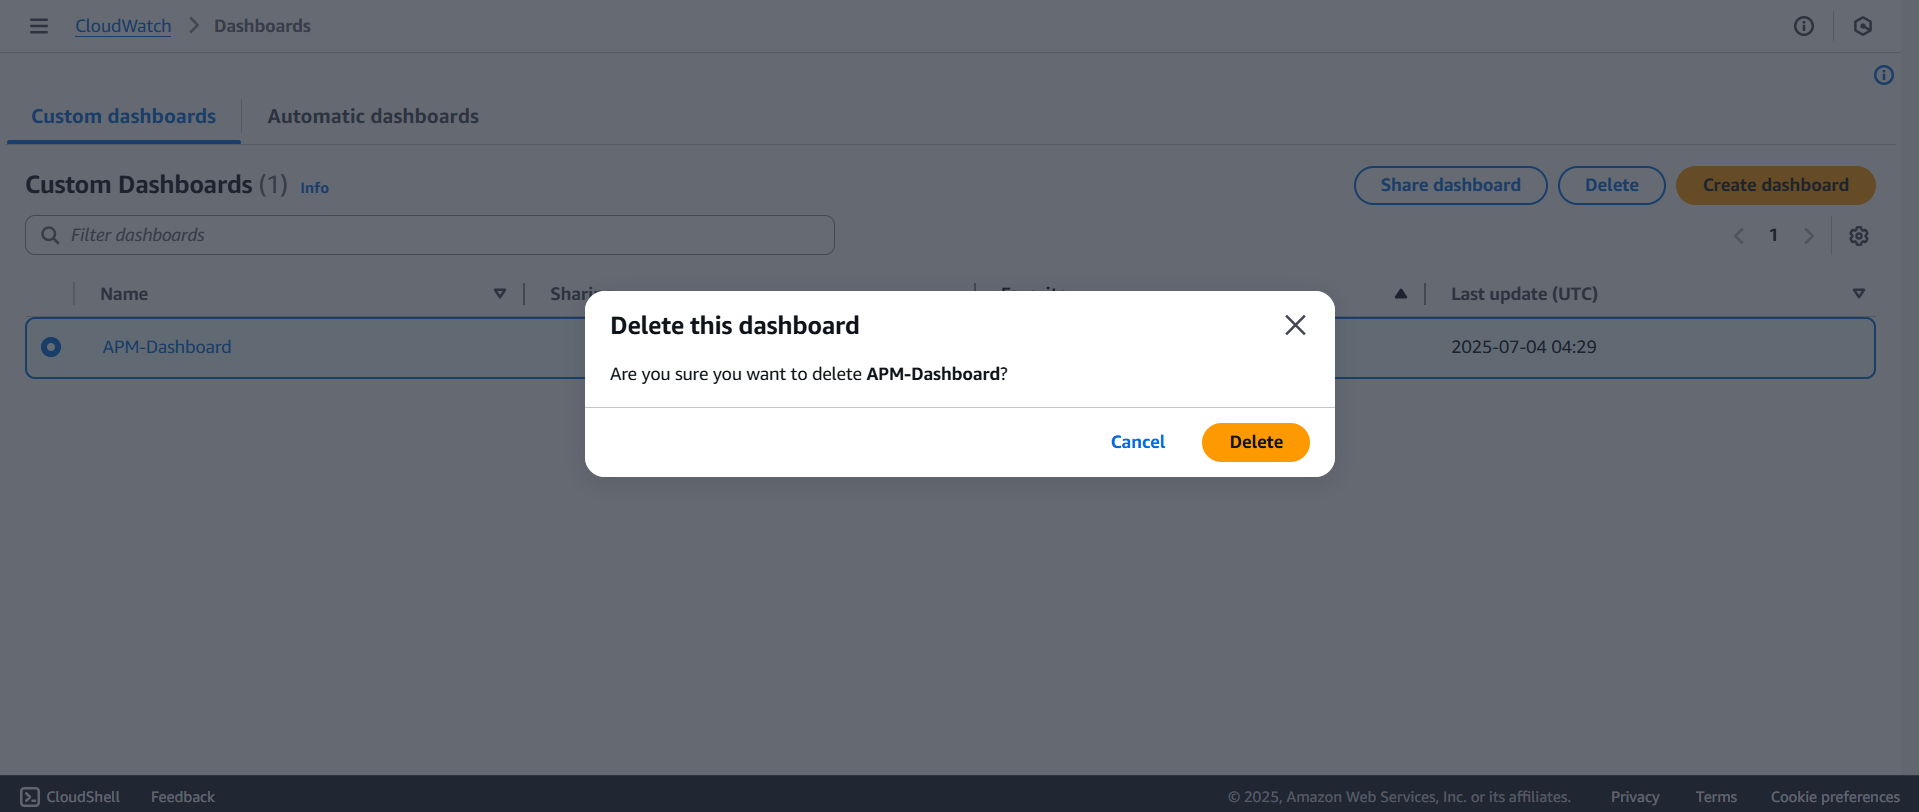 CloudWatch > Dashboards
Custom dashboards
Automatic dashboards
Custom Dashboards (1) Info
Share dashboard
Delete
Create dashboard
Filter dashboards
1
Name
Last update (UTC)
APM-Dashboard
2025-07-04 04:29
Delete this dashboard
Are you sure you want to delete APM-Dashboard?
Cancel
Delete
CloudShell
Feedback
© 2025, Amazon Web Services, Inc. or its affiliates.
Privacy
Terms
Cookie preferences